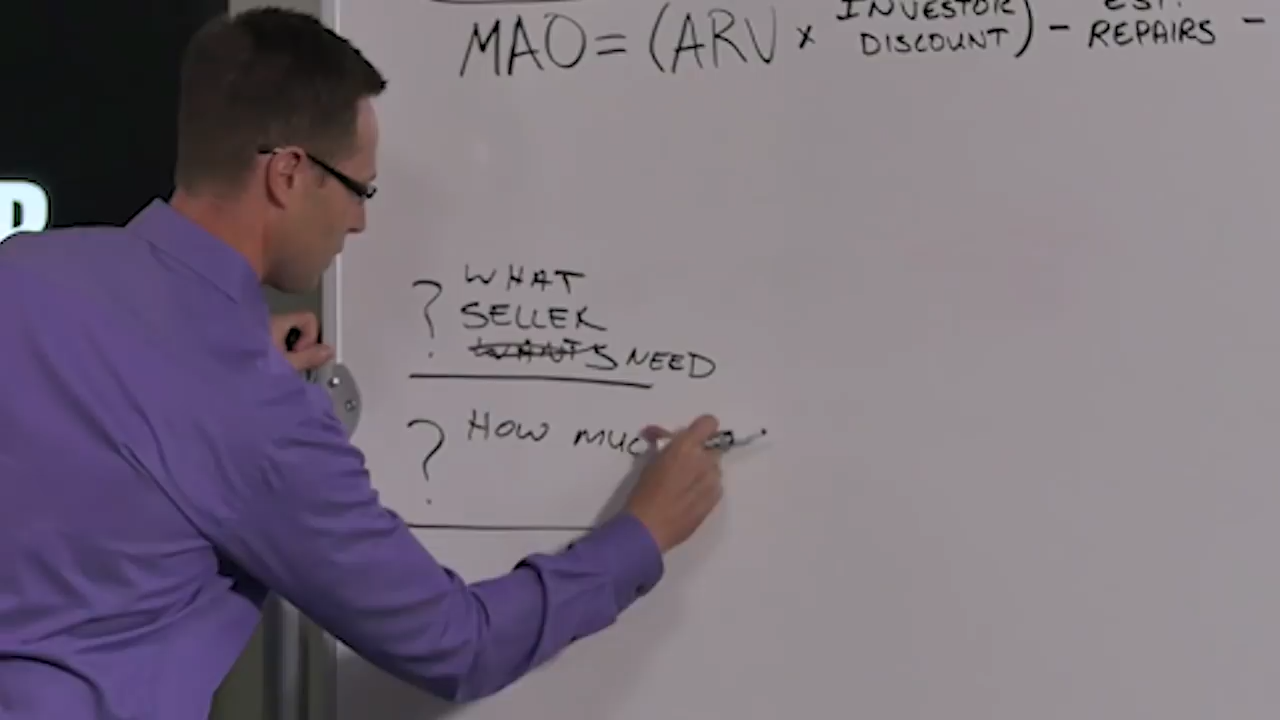 MAO = (ARV x INVESTOR DISCOUNT) - EST. REPAIRS -
? WHAT
SELLER
WANTS NEED
? HOW MUC